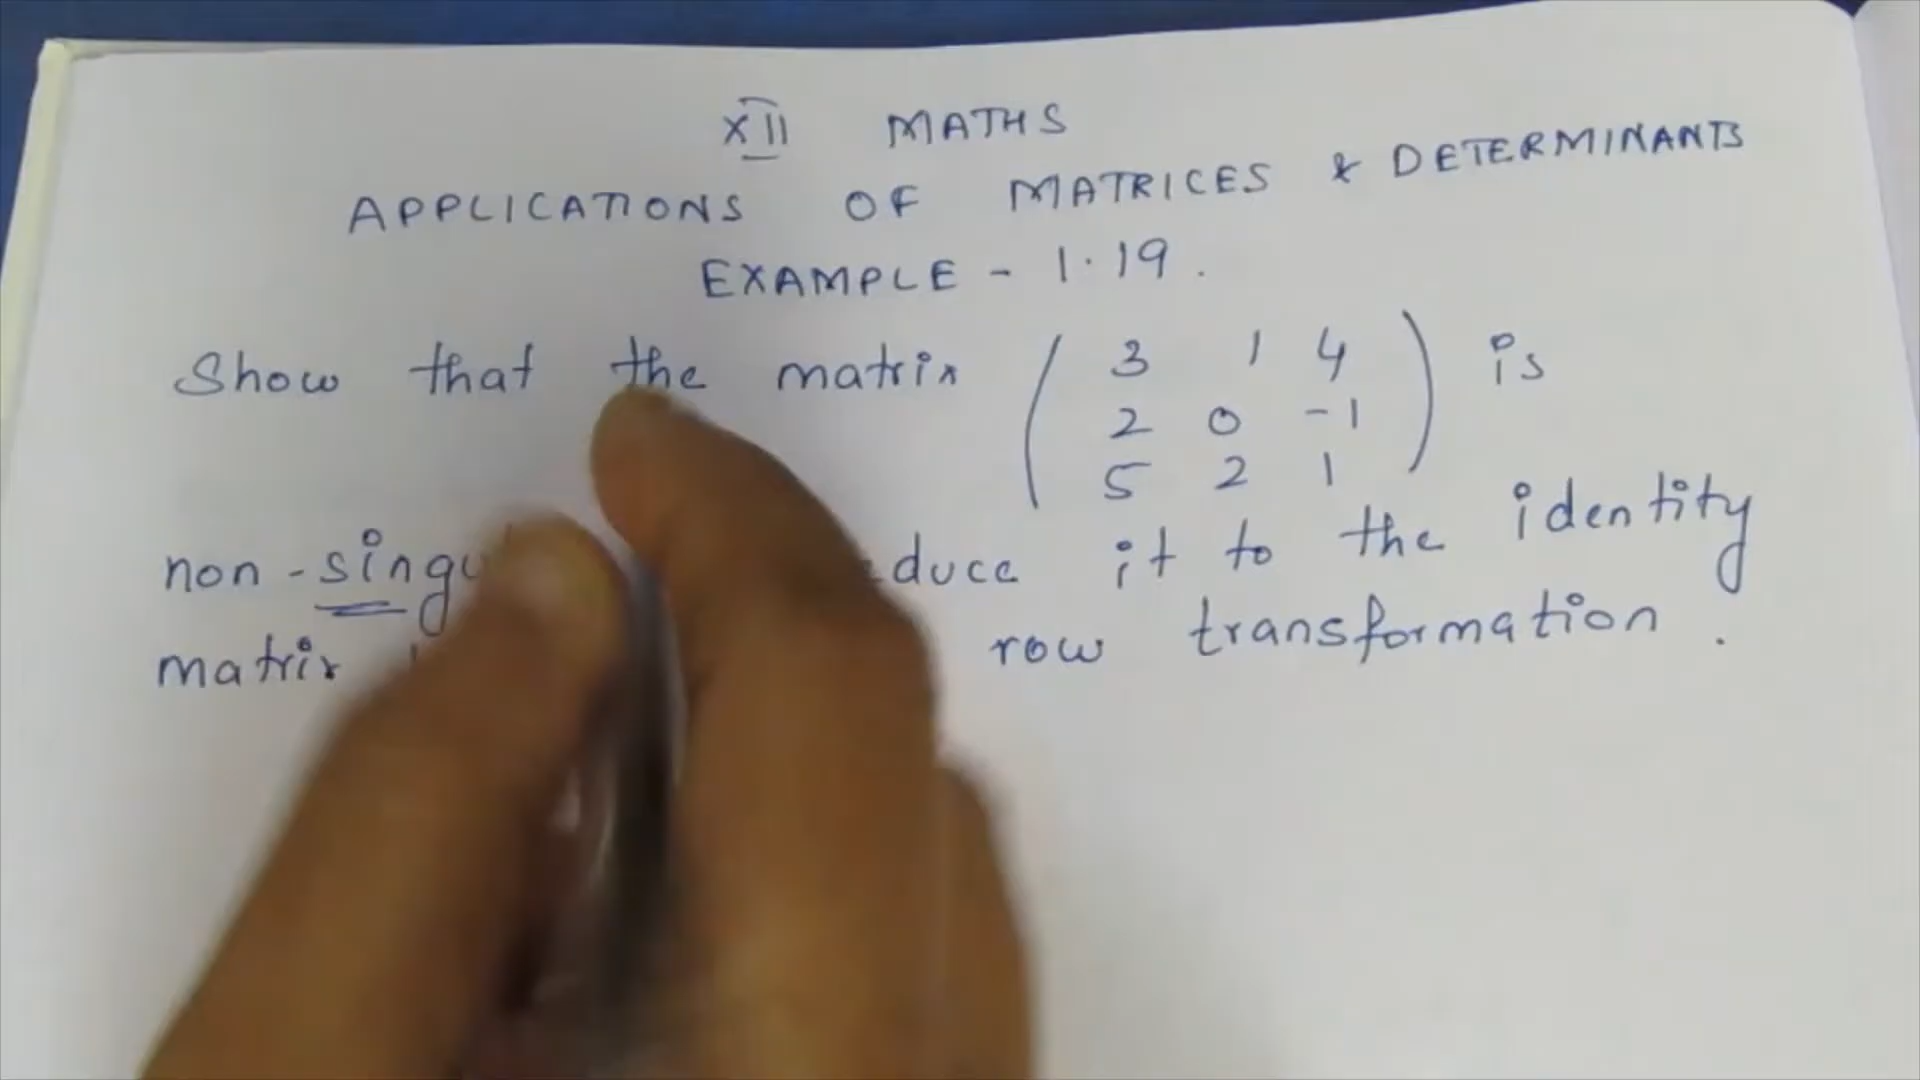 XII MATHS
APPLICATIONS OF MATRICES & DETERMINANTS
EXAMPLE - 1.19.
Show that the matrix ( 3 1 4 ) is
2 0 -1
5 2 1
non-singu duce it to the identity
matrix row transformation.